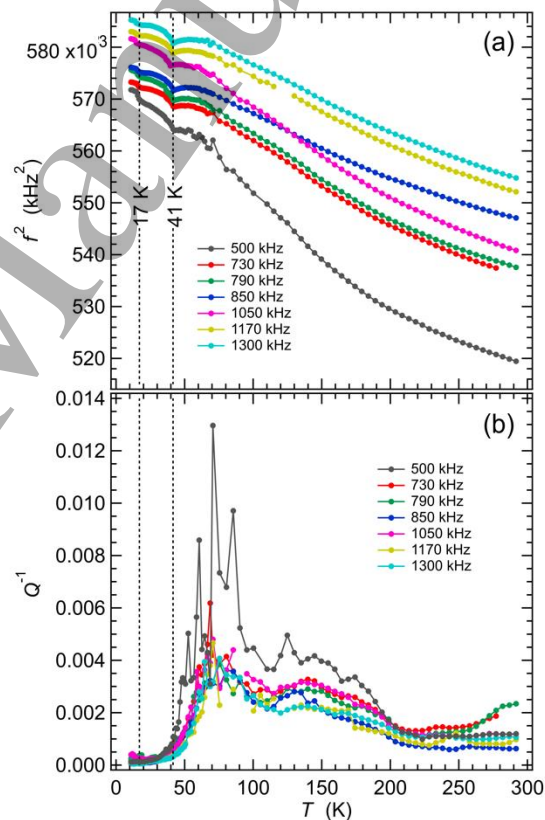 (a)
580 x10³
570
560
550
540
530
520
f² (kHz²)
17 K
41 K
500 kHz
730 kHz
790 kHz
850 kHz
1050 kHz
1170 kHz
1300 kHz
(b)
0.014
0.012
0.010
0.008
0.006
0.004
0.002
0.000
Q⁻¹
500 kHz
730 kHz
790 kHz
850 kHz
1050 kHz
1170 kHz
1300 kHz
0 50 100 150 200 250 300
T (K)